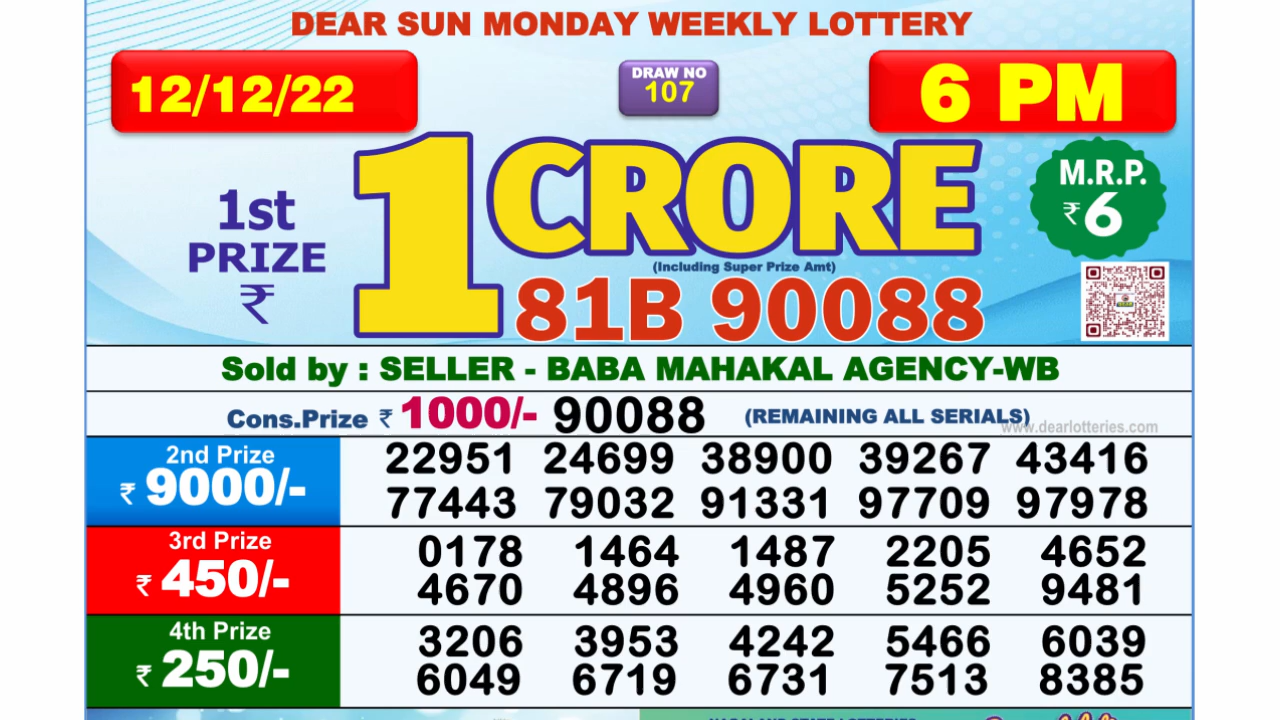 DEAR SUN MONDAY WEEKLY LOTTERY
12/12/22
DRAW NO
107
6 PM
1st
PRIZE
₹
1 CRORE
(Including Super Prize Amt)
M.R.P.
₹6
81B 90088
Sold by : SELLER - BABA MAHAKAL AGENCY-WB
Cons.Prize ₹ 1000/- 90088 (REMAINING ALL SERIALS)
www.dearlotteries.com
2nd Prize
₹ 9000/-
22951 24699 38900 39267 43416
77443 79032 91331 97709 97978
3rd Prize
₹ 450/-
0178 1464 1487 2205 4652
4670 4896 4960 5252 9481
4th Prize
₹ 250/-
3206 3953 4242 5466 6039
6049 6719 6731 7513 8385